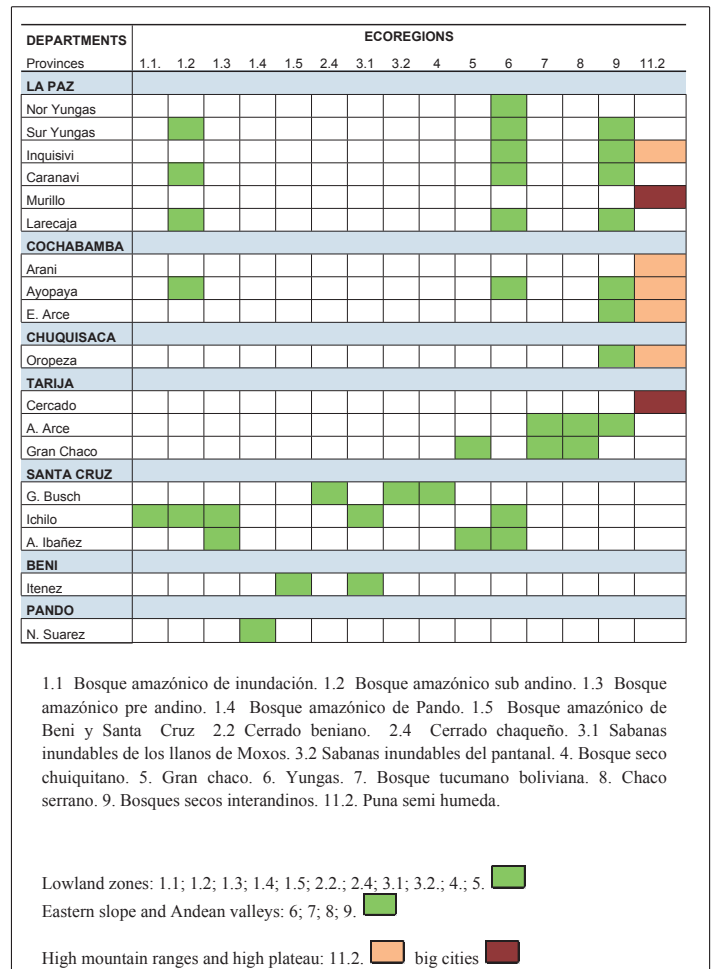 DEPARTMENTS ECOREGIONS
Provinces 1.1. 1.2 1.3 1.4 1.5 2.4 3.1 3.2 4 5 6 7 8 9 11.2
LA PAZ
Nor Yungas
Sur Yungas
Inquisivi
Caranavi
Murillo
Larecaja
COCHABAMBA
Arani
Ayopaya
E. Arce
CHUQUISACA
Oropeza
TARIJA
Cercado
A. Arce
Gran Chaco
SANTA CRUZ
G. Busch
Ichilo
A. Ibañez
BENI
Itenez
PANDO
N. Suarez
1.1 Bosque amazónico de inundación. 1.2 Bosque amazónico sub andino. 1.3 Bosque
amazónico pre andino. 1.4 Bosque amazónico de Pando. 1.5 Bosque amazónico de
Beni y Santa Cruz 2.2 Cerrado beniano. 2.4 Cerrado chaqueño. 3.1 Sabanas
inundables de los llanos de Moxos. 3.2 Sabanas inundables del pantanal. 4. Bosque seco
chuiquitano. 5. Gran chaco. 6. Yungas. 7. Bosque tucumano boliviana. 8. Chaco
serrano. 9. Bosques secos interandinos. 11.2. Puna semi humeda.
Lowland zones: 1.1; 1.2; 1.3; 1.4; 1.5; 2.2.; 2.4; 3.1; 3.2.; 4.; 5.
Eastern slope and Andean valleys: 6; 7; 8; 9.
High mountain ranges and high plateau: 11.2. big cities